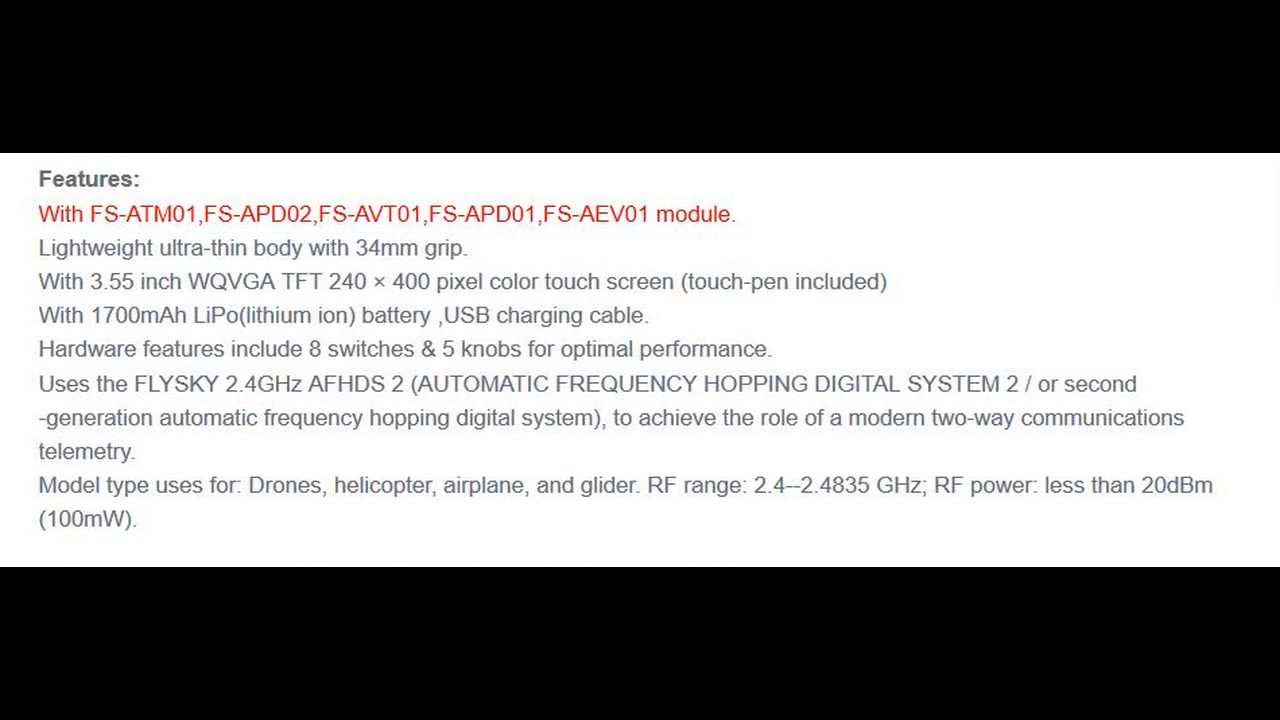 Features:
With FS-ATM01,FS-APD02,FS-AVT01,FS-APD01,FS-AEV01 module.
Lightweight ultra-thin body with 34mm grip.
With 3.55 inch WQVGA TFT 240 × 400 pixel color touch screen (touch-pen included)
With 1700mAh LiPo(lithium ion) battery ,USB charging cable.
Hardware features include 8 switches & 5 knobs for optimal performance.
Uses the FLYSKY 2.4GHz AFHDS 2 (AUTOMATIC FREQUENCY HOPPING DIGITAL SYSTEM 2 / or second
-generation automatic frequency hopping digital system), to achieve the role of a modern two-way communications
telemetry.
Model type uses for: Drones, helicopter, airplane, and glider. RF range: 2.4--2.4835 GHz; RF power: less than 20dBm
(100mW).